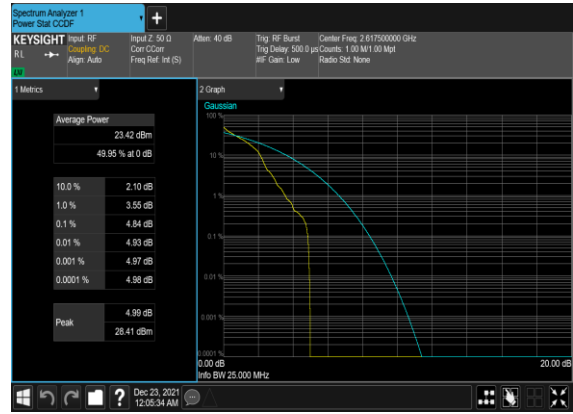 Spectrum Analyzer 1
Power Stat CCDF
KEYSIGHT
Input: RF
Input Z: 50 Ω
Atten: 40 dB
Trig: RF Burst
Center Freq: 2.617500000 GHz
RL
Coupling: DC
Corr CCorr
Trig Delay: 500.0 µs
Counts: 1.00 M/1.00 Mpt
Align: Auto
Freq Ref: Int (S)
#IF Gain: Low
Radio Std: None
LXI
1 Metrics
2 Graph
Gaussian
Average Power
23.42 dBm
49.95 % at 0 dB
10.0 % 2.10 dB
1.0 % 3.55 dB
0.1 % 4.84 dB
0.01 % 4.93 dB
0.001 % 4.97 dB
0.0001 % 4.98 dB
Peak
4.99 dB
28.41 dBm
100 %
10 %
1 %
0.1 %
0.01 %
0.001 %
0.0001 %
0.00 dB
20.00 dB
Info BW 25.000 MHz
?
Dec 23, 2021
12:05:34 AM